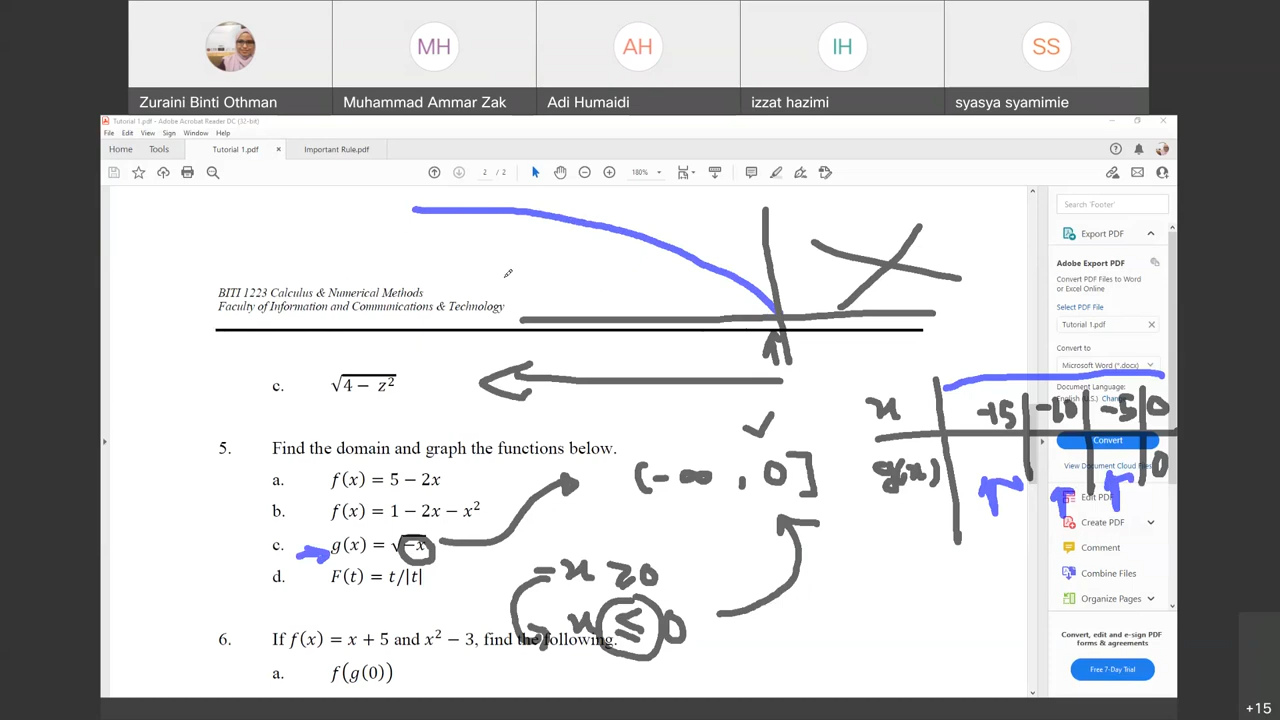 MH
AH
IH
SS
Zuraini Binti Othman
Muhammad Ammar Zak
Adi Humaidi
izzat hazimi
syasya syamimie
Tutorial 1.pdf - Adobe Acrobat Reader DC (32-bit)
File Edit View Sign Window Help
Home Tools Tutorial 1.pdf × Important Rule.pdf
2 / 2 180%
BITI 1223 Calculus & Numerical Methods
Faculty of Information and Communications & Technology
c. √(4 − z²)
5. Find the domain and graph the functions below.
a. f(x) = 5 − 2x
b. f(x) = 1 − 2x − x²
c. g(x) = √−x
d. F(t) = t/|t|
6. If f(x) = x + 5 and x² − 3, find the following.
a. f(g(0))
(-∞, 0]
-x ≥ 0
x ≤ 0
x -15 -10 -5 0
g(x) 0
Search 'Footer'
Export PDF
Adobe Export PDF
Convert PDF Files to Word
or Excel Online
Select PDF File
Tutorial 1.pdf ×
Convert to
Microsoft Word (*.docx)
Document Language:
English (U.S.) Change
Convert
View Document Cloud Files
Edit PDF
Create PDF
Comment
Combine Files
Organize Pages
Convert, edit and e-sign PDF
forms & agreements
Free 7-Day Trial
+15